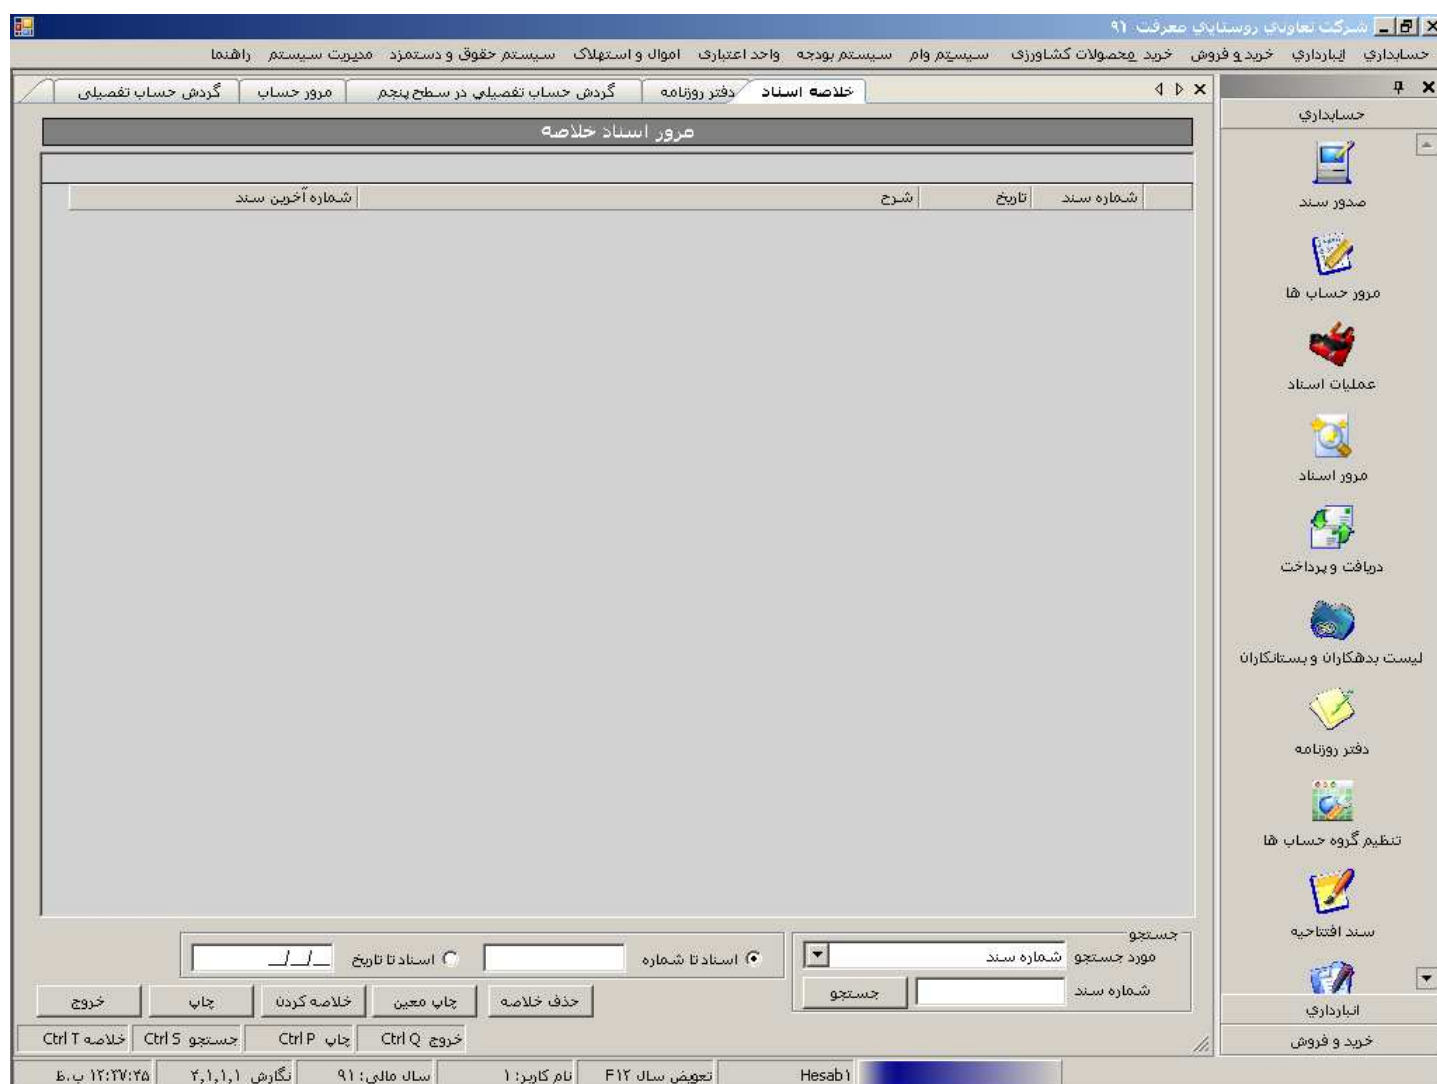 شرکت تعاوني روستايي معرفت ۹۱
حسابداري انبارداري خريد و فروش خريد محصولات کشاورزی سيستم وام سيستم بودجه واحد اعتباری اموال و استهلاک سيستم حقوق و دستمزد مديريت سيستم راهنما
خلاصه اسناد دفتر روزنامه گردش حساب تفصيلي در سطح پنجم مرور حساب گردش حساب تفصيلی
مرور اسناد خلاصه
شماره سند تاريخ شرح شماره آخرين سند
حسابداري
صدور سند
مرور حساب ها
عمليات اسناد
مرور اسناد
دريافت و پرداخت
ليست بدهکاران و بستانکاران
دفتر روزنامه
تنظيم گروه حساب ها
سند افتتاحيه
انبارداري
خريد و فروش
جستجو
مورد جستجو شماره سند
شماره سند جستجو
اسناد تا شماره اسناد تا تاريخ __/__/__
حذف خلاصه چاپ معين خلاصه کردن چاپ خروج
خروج Ctrl Q چاپ Ctrl P جستجو Ctrl S خلاصه Ctrl T
Hesab۱ تعويض سال F۱۲ نام کاربر: ۱ سال مالی: ۹۱ نگارش ۴,۱,۱,۱ ۱۲:۲۷:۴۵ ب.ظ